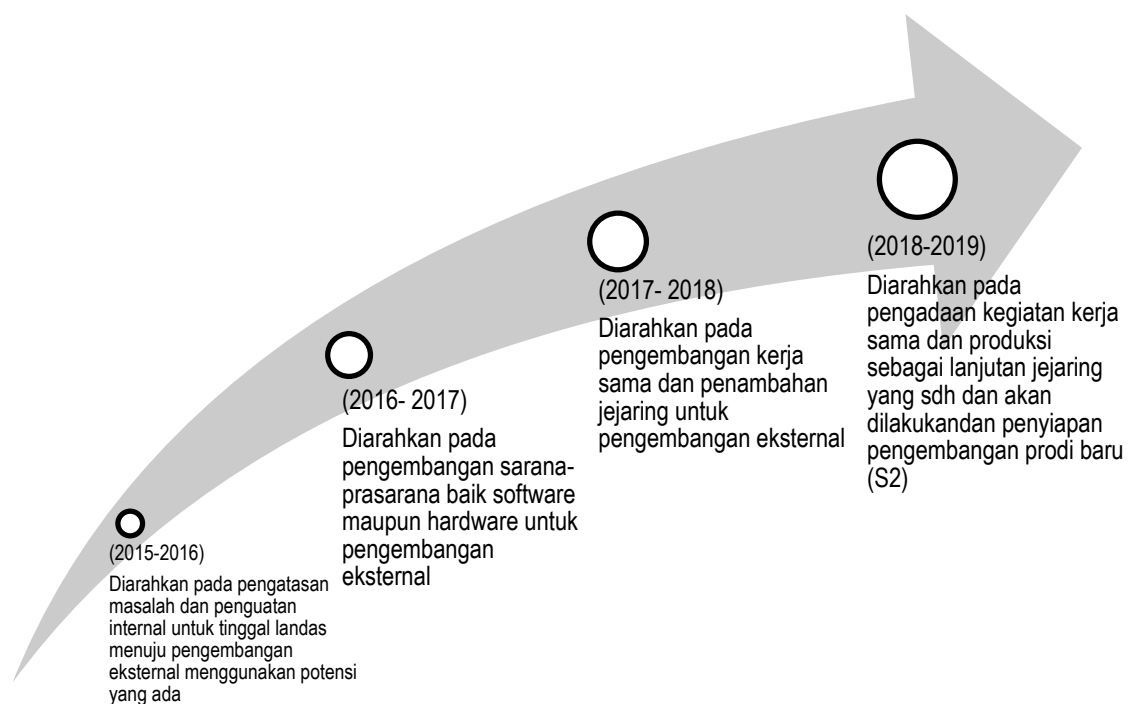 (2015-2016)
Diarahkan pada pengatasan
masalah dan penguatan
internal untuk tinggal landas
menuju pengembangan
eksternal menggunakan potensi
yang ada
(2016- 2017)
Diarahkan pada
pengembangan sarana-
prasarana baik software
maupun hardware untuk
pengembangan
eksternal
(2017- 2018)
Diarahkan pada
pengembangan kerja
sama dan penambahan
jejaring untuk
pengembangan eksternal
(2018-2019)
Diarahkan pada
pengadaan kegiatan kerja
sama dan produksi
sebagai lanjutan jejaring
yang sdh dan akan
dilakukandan penyiapan
pengembangan prodi baru
(S2)